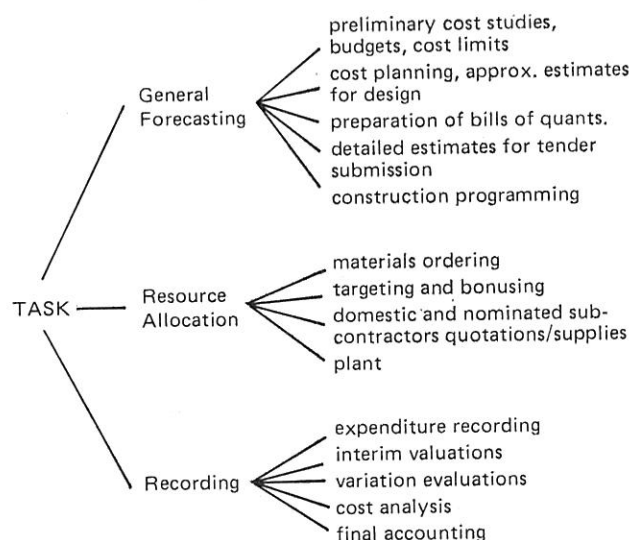 preliminary cost studies,
budgets, cost limits
cost planning, approx. estimates
for design
General
Forecasting
preparation of bills of quants.
detailed estimates for tender
submission
construction programming
materials ordering
targeting and bonusing
TASK
Resource
Allocation
domestic and nominated sub-
contractors quotations/supplies
plant
expenditure recording
interim valuations
Recording
variation evaluations
cost analysis
final accounting